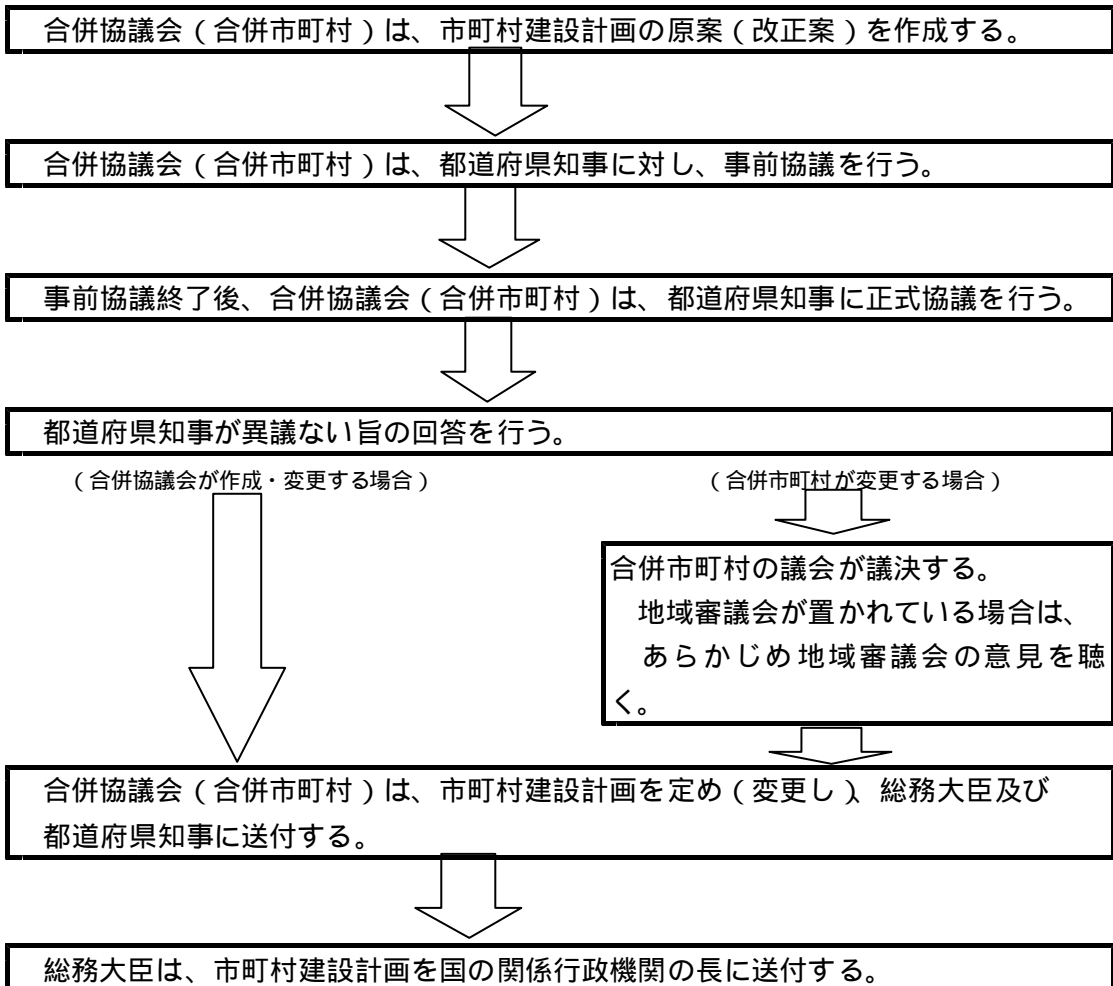 合併協議会（合併市町村）は、市町村建設計画の原案（改正案）を作成する。
合併協議会（合併市町村）は、都道府県知事に対し、事前協議を行う。
事前協議終了後、合併協議会（合併市町村）は、都道府県知事に正式協議を行う。
都道府県知事が異議ない旨の回答を行う。
（合併協議会が作成・変更する場合）
（合併市町村が変更する場合）
合併市町村の議会が議決する。
地域審議会が置かれている場合は、
あらかじめ地域審議会の意見を聴
く。
合併協議会（合併市町村）は、市町村建設計画を定め（変更し）、総務大臣及び
都道府県知事に送付する。
総務大臣は、市町村建設計画を国の関係行政機関の長に送付する。